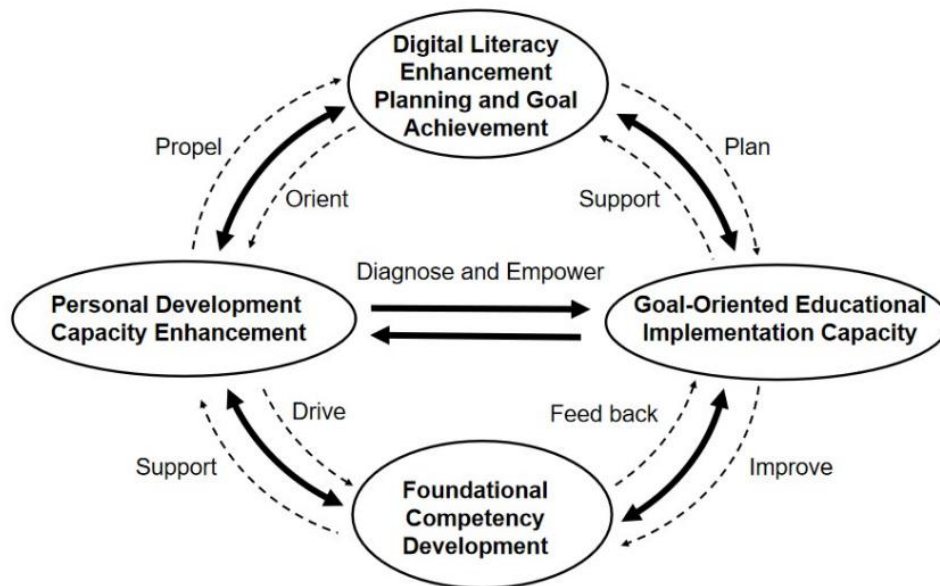 Digital Literacy
Enhancement
Planning and Goal
Achievement
Propel
Plan
Orient
Support
Diagnose and Empower
Personal Development
Capacity Enhancement
Goal-Oriented Educational
Implementation Capacity
Drive
Feed back
Support
Improve
Foundational
Competency
Development